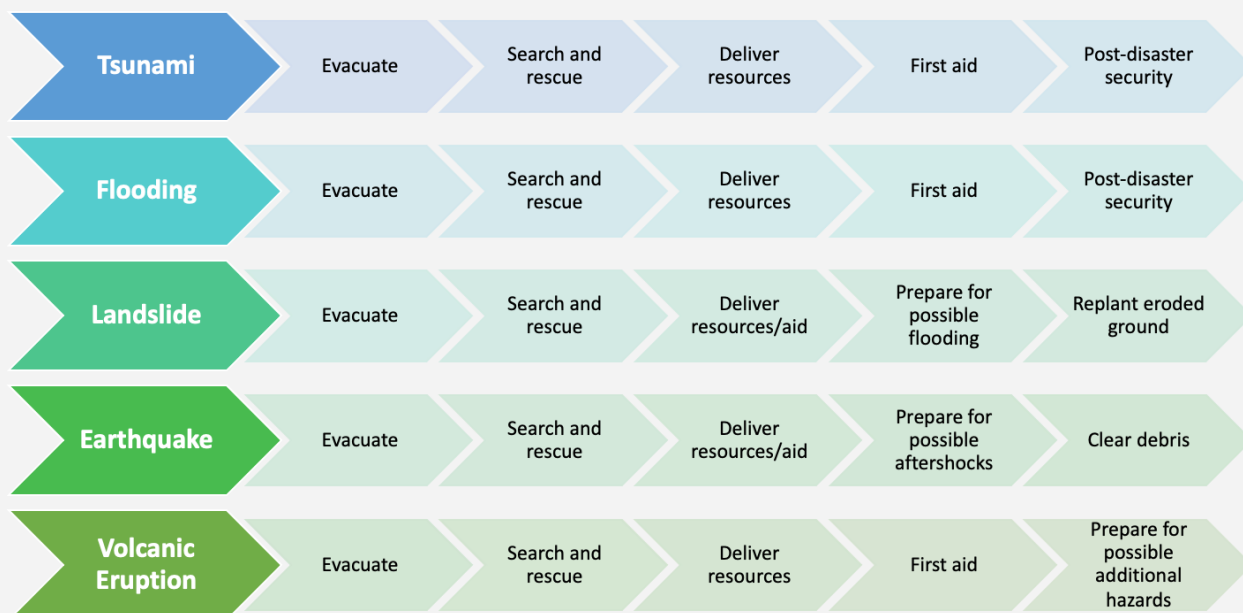 Tsunami
Evacuate
Search and
rescue
Deliver
resources
First aid
Post-disaster
security
Flooding
Evacuate
Search and
rescue
Deliver
resources
First aid
Post-disaster
security
Landslide
Evacuate
Search and
rescue
Deliver
resources/aid
Prepare for
possible
flooding
Replant eroded
ground
Earthquake
Evacuate
Search and
rescue
Deliver
resources/aid
Prepare for
possible
aftershocks
Clear debris
Volcanic
Eruption
Evacuate
Search and
rescue
Deliver
resources
First aid
Prepare for
possible
additional
hazards